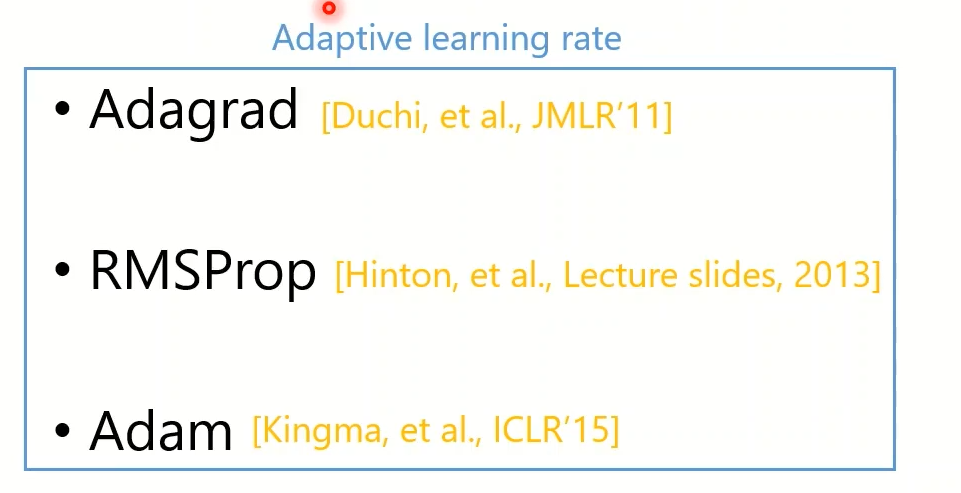 Adaptive learning rate
• Adagrad [Duchi, et al., JMLR’11]
• RMSProp [Hinton, et al., Lecture slides, 2013]
• Adam [Kingma, et al., ICLR’15]